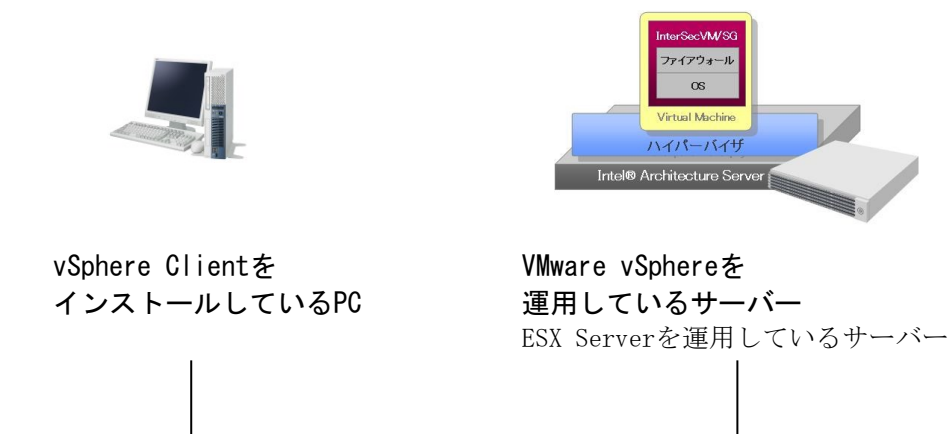 InterSecVM/SG
ファイアウォール
OS
Virtual Machine
ハイパーバイザ
Intel® Architecture Server
vSphere Clientを
インストールしているPC
VMware vSphereを
運用しているサーバー
ESX Serverを運用しているサーバー